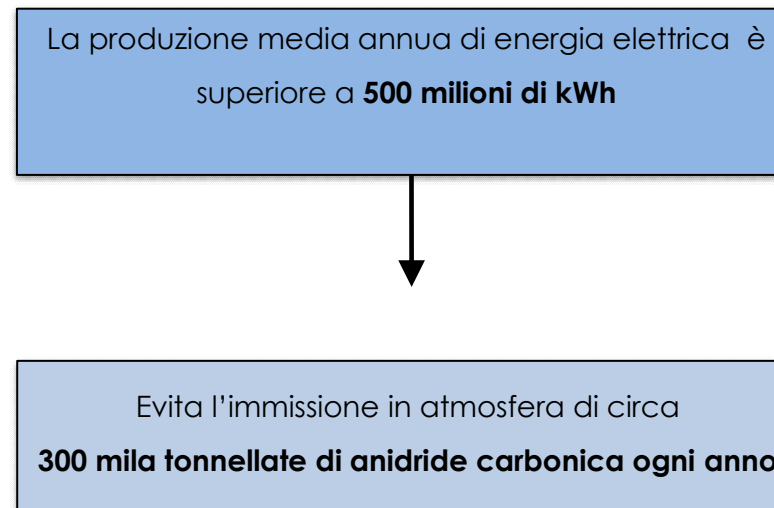 La produzione media annua di energia elettrica  è
superiore a 500 milioni di kWh
Evita l’immissione in atmosfera di circa
300 mila tonnellate di anidride carbonica ogni anno